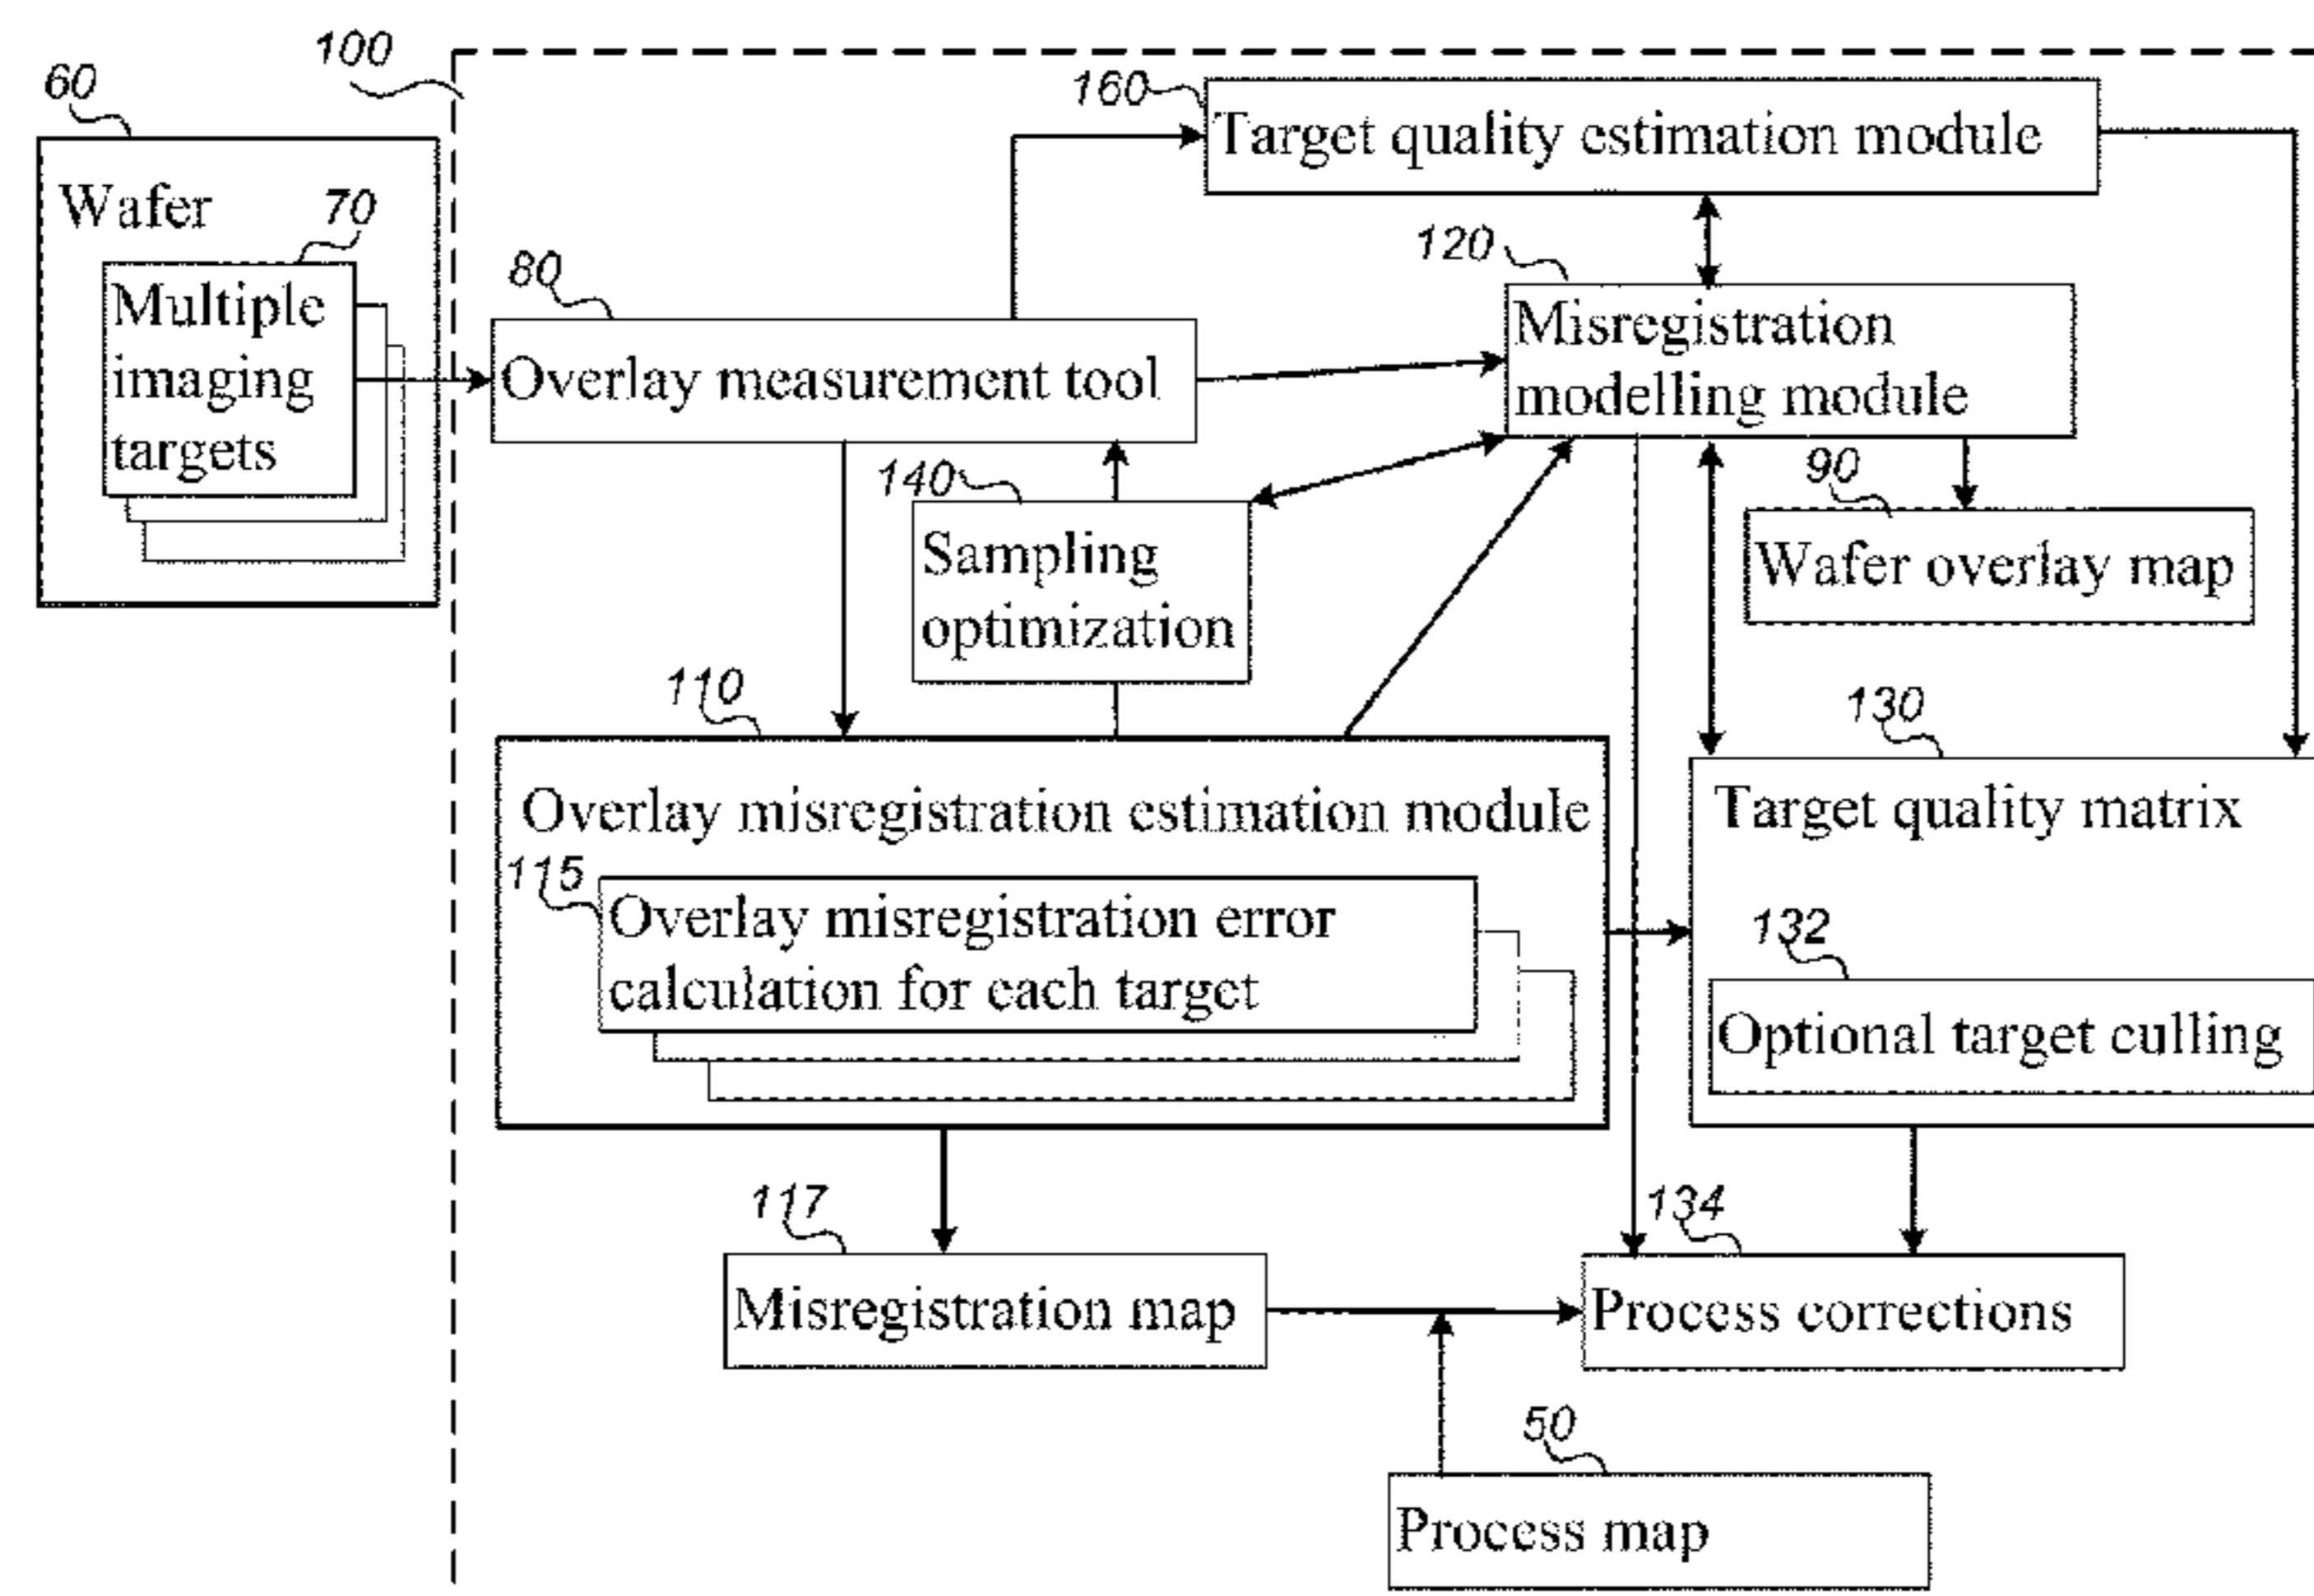 100
60
160
Target quality estimation module
Wafer
70
120
Multiple
imaging
targets
80
Overlay measurement tool
Misregistration
modelling module
140
90
Sampling
optimization
Wafer overlay map
110
130
Overlay misregistration estimation module
Target quality matrix
115
Overlay misregistration error
calculation for each target
132
Optional target culling
117
134
Misregistration map
Process corrections
50
Process map